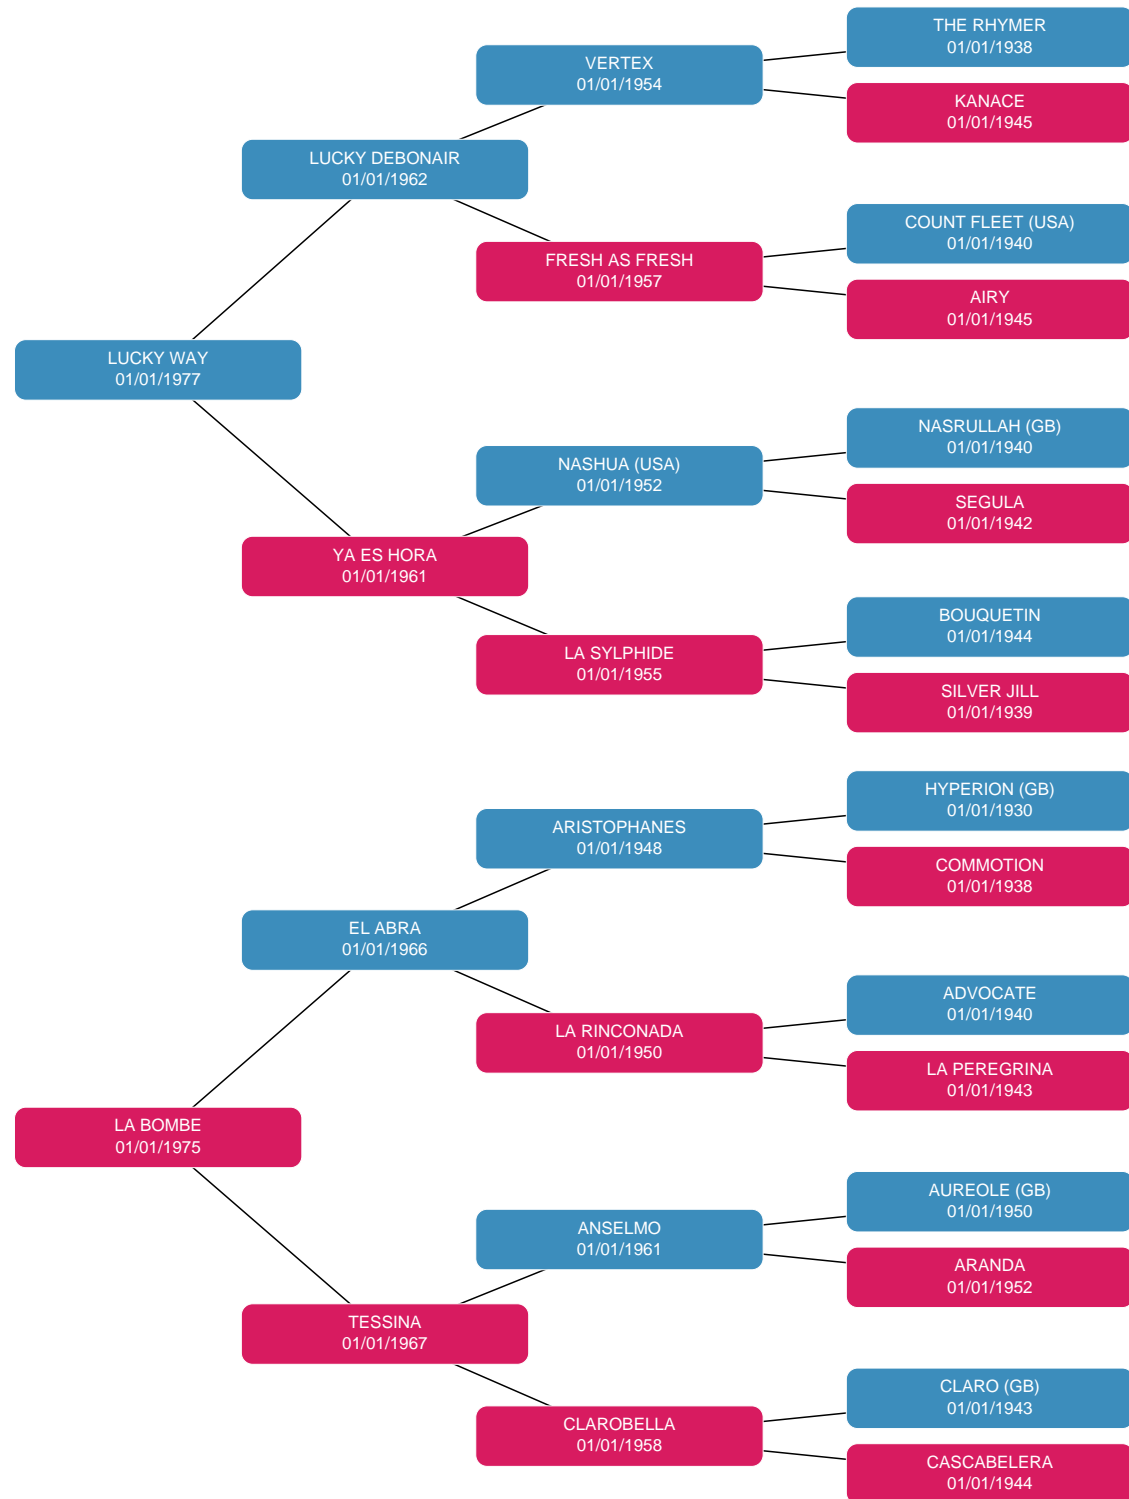 THE RHYMER
01/01/1938
VERTEX
01/01/1954
KANACE
01/01/1945
LUCKY DEBONAIR
01/01/1962
COUNT FLEET (USA)
01/01/1940
FRESH AS FRESH
01/01/1957
AIRY
01/01/1945
LUCKY WAY
01/01/1977
NASRULLAH (GB)
01/01/1940
NASHUA (USA)
01/01/1952
SEGULA
01/01/1942
YA ES HORA
01/01/1961
BOUQUETIN
01/01/1944
LA SYLPHIDE
01/01/1955
SILVER JILL
01/01/1939
HYPERION (GB)
01/01/1930
ARISTOPHANES
01/01/1948
COMMOTION
01/01/1938
EL ABRA
01/01/1966
ADVOCATE
01/01/1940
LA RINCONADA
01/01/1950
LA PEREGRINA
01/01/1943
LA BOMBE
01/01/1975
AUREOLE (GB)
01/01/1950
ANSELMO
01/01/1961
ARANDA
01/01/1952
TESSINA
01/01/1967
CLARO (GB)
01/01/1943
CLAROBELLA
01/01/1958
CASCABELERA
01/01/1944